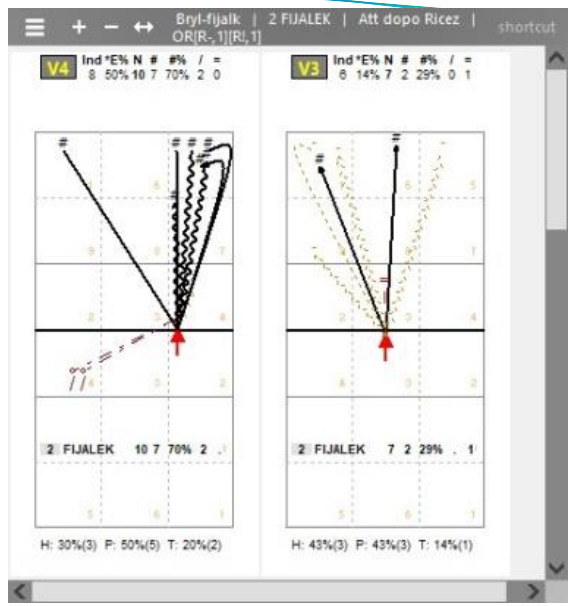 Bryl-fijalk | 2 FIJALEK | Att dopo Ricez |
OR[R-,1][R!,1]
shortcut
V4
Ind *E% N # #% / =
8 50% 10 7 70% 2 0
V3
Ind *E% N # #% / =
6 14% 7 2 29% 0 1
2 FIJALEK 10 7 70% 2 .
2 FIJALEK 7 2 29% . 1
H: 30%(3) P: 50%(5) T: 20%(2)
H: 43%(3) P: 43%(3) T: 14%(1)